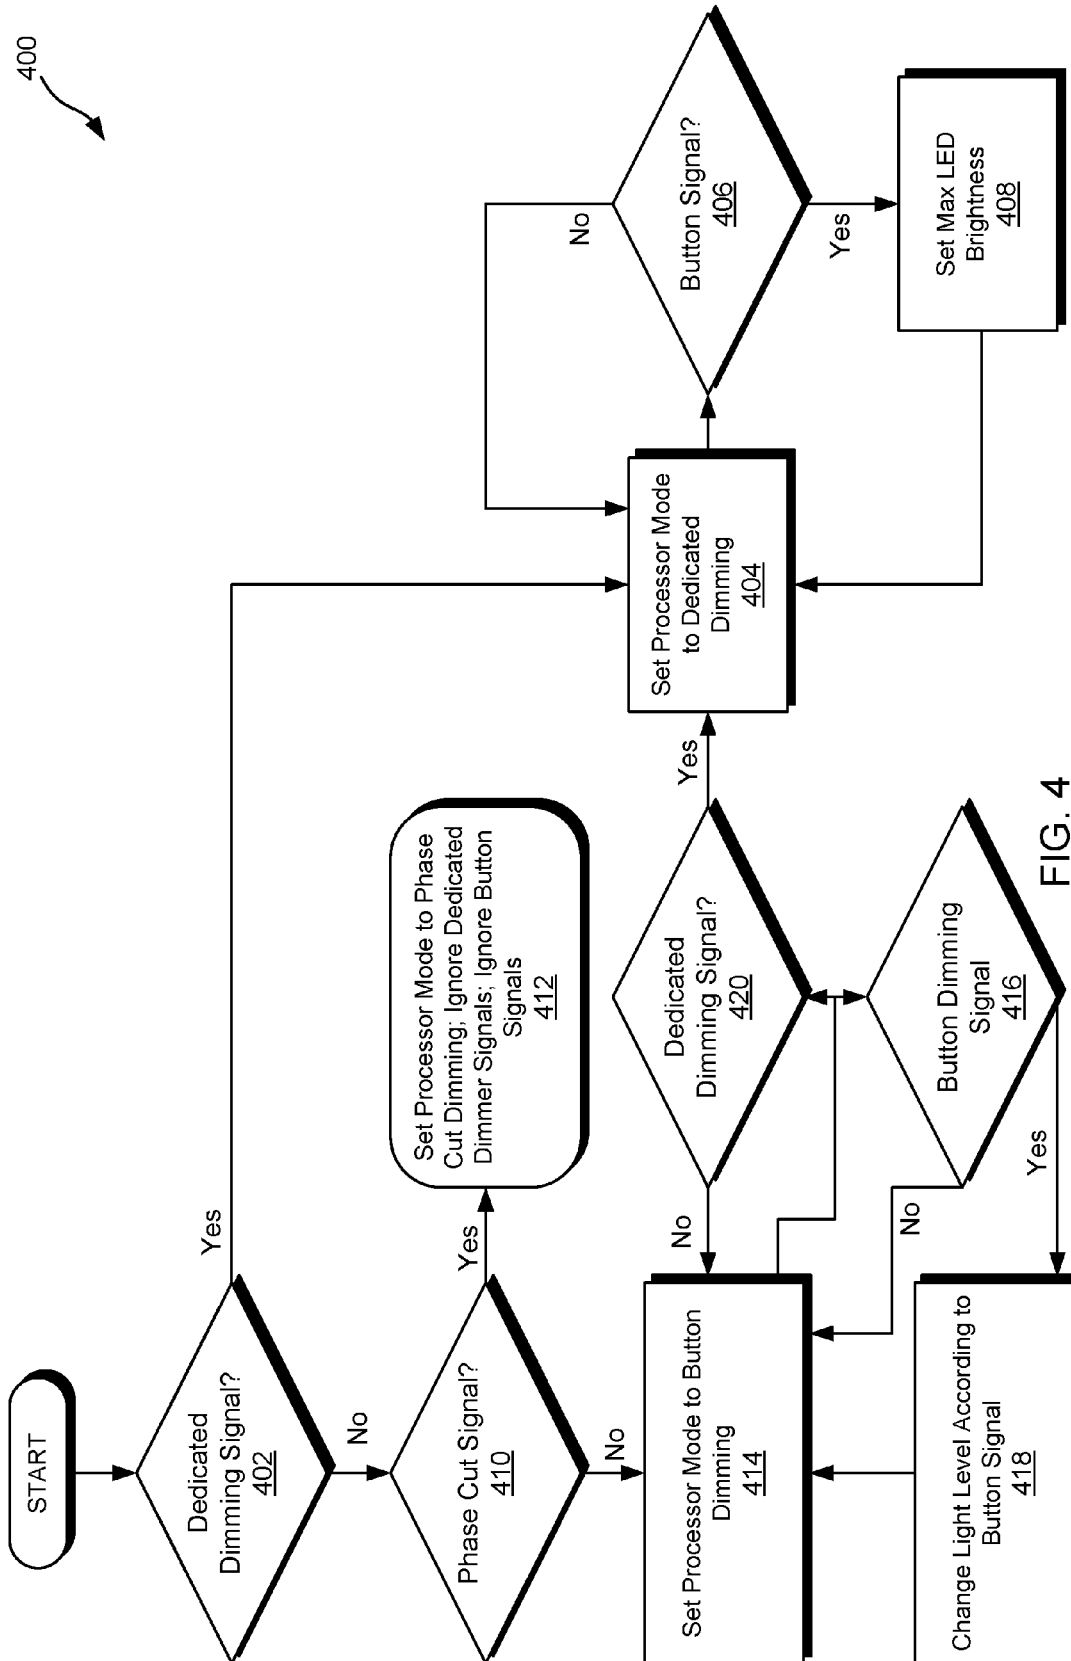 400
START
Dedicated
Dimming Signal?
402
Yes
No
Phase Cut Signal?
410
Yes
No
Set Processor Mode to Phase
Cut Dimming; Ignore Dedicated
Dimmer Signals; Ignore Button
Signals
412
Set Processor Mode to Button
Dimming
414
Dedicated
Dimming Signal?
420
No
Yes
Button Dimming
Signal
416
No
Yes
Change Light Level According to
Button Signal
418
Set Processor Mode
to Dedicated
Dimming
404
Button Signal?
406
No
Yes
Set Max LED
Brightness
408
FIG. 4